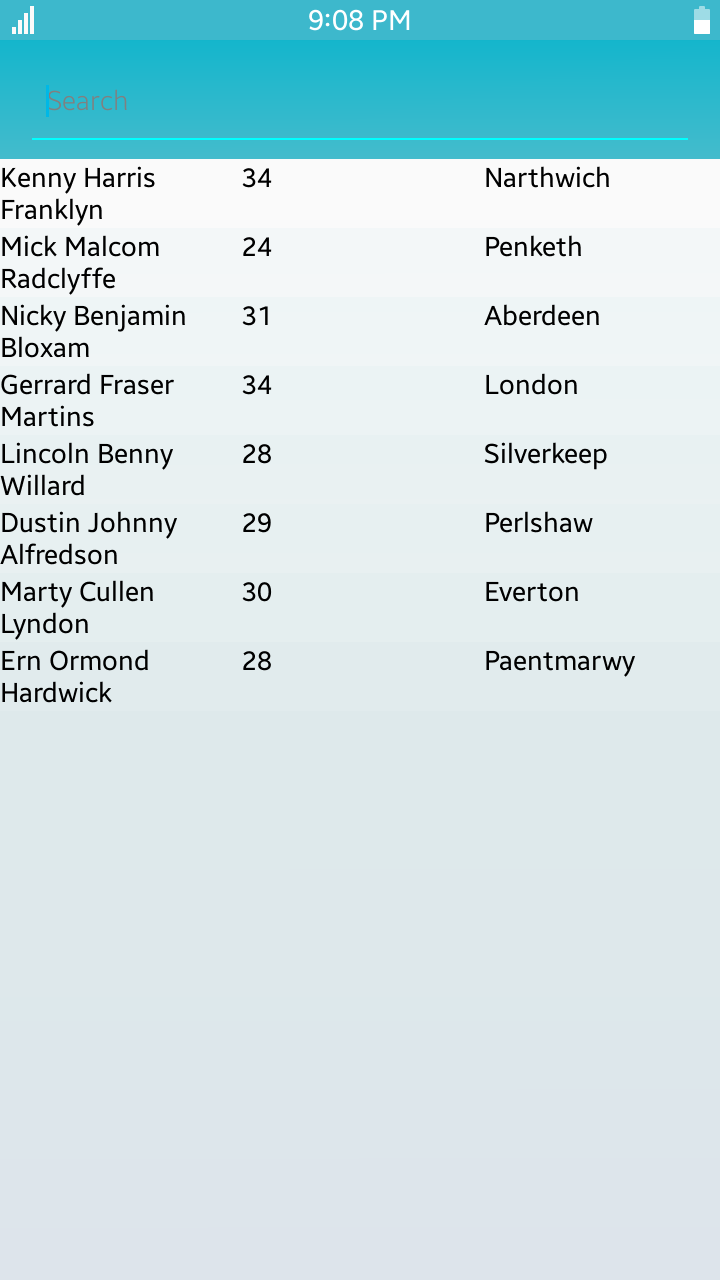 9:08 PM
Search
Kenny Harris Franklyn 34 Narthwich
Mick Malcom Radclyffe 24 Penketh
Nicky Benjamin Bloxam 31 Aberdeen
Gerrard Fraser Martins 34 London
Lincoln Benny Willard 28 Silverkeep
Dustin Johnny Alfredson 29 Perlshaw
Marty Cullen Lyndon 30 Everton
Ern Ormond Hardwick 28 Paentmarwy